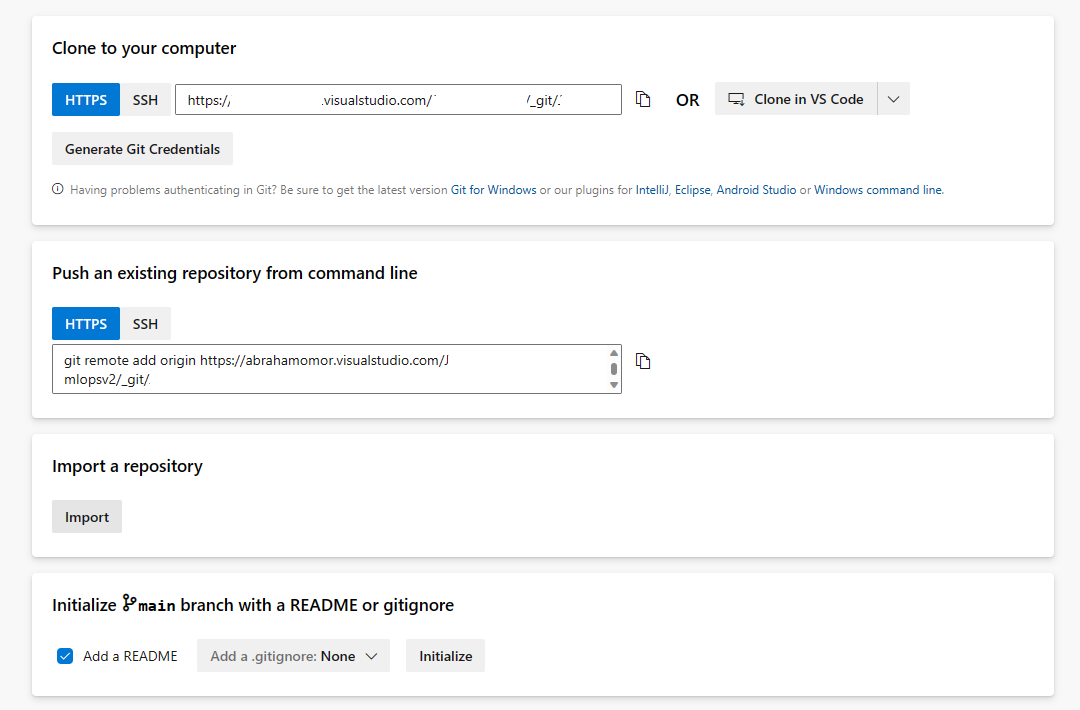 Clone to your computer
HTTPS SSH https:// .visualstudio.com/ /_git/ OR Clone in VS Code
Generate Git Credentials
Having problems authenticating in Git? Be sure to get the latest version Git for Windows or our plugins for IntelliJ, Eclipse, Android Studio or Windows command line.
Push an existing repository from command line
HTTPS SSH
git remote add origin https://abrahamomor.visualstudio.com/J
mlopsv2/_git/
Import a repository
Import
Initialize main branch with a README or gitignore
Add a README Add a .gitignore: None Initialize